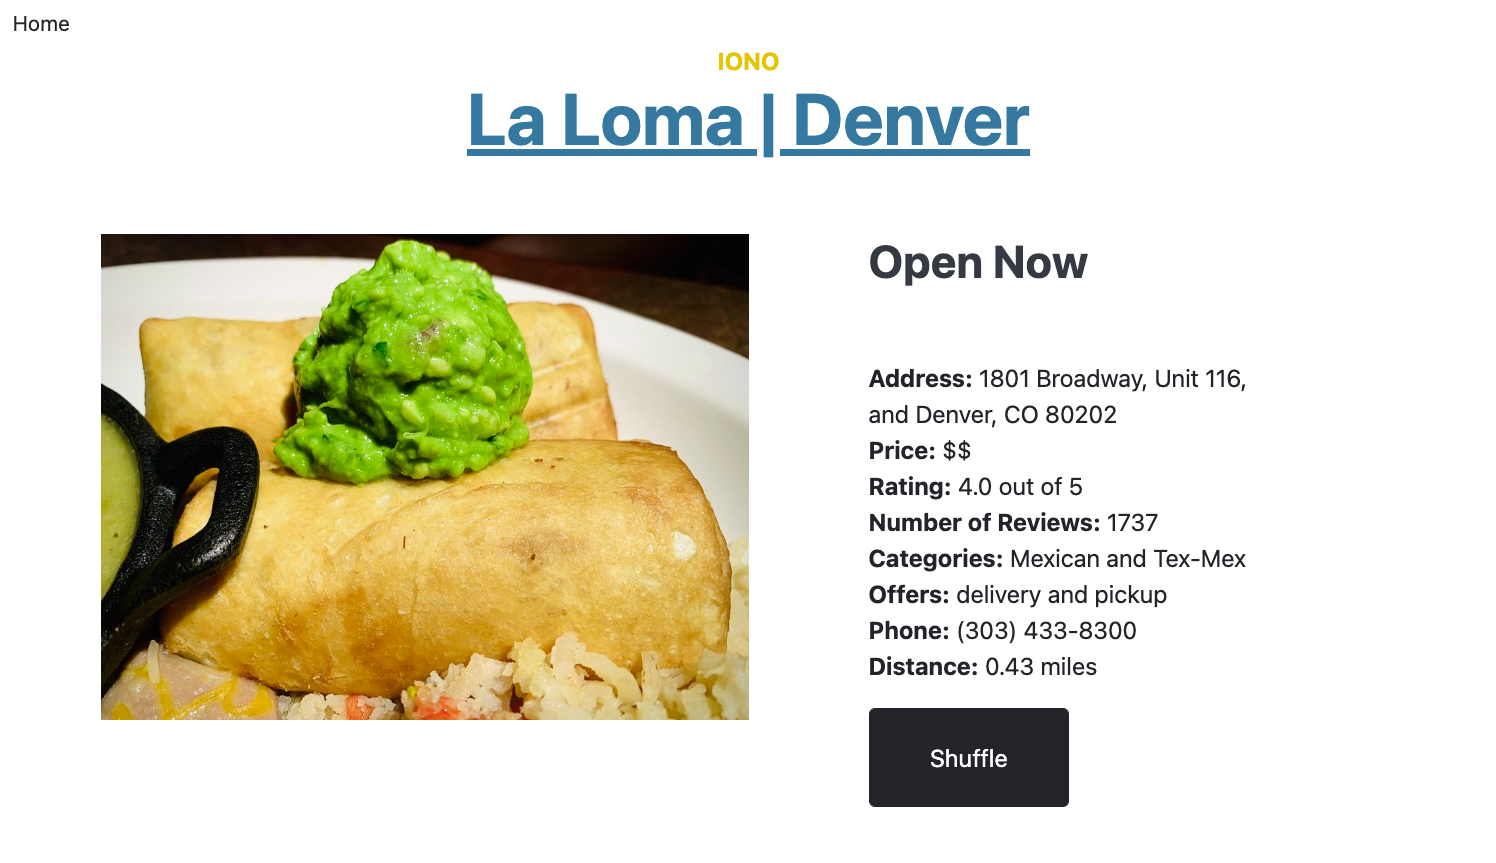 Home
IONO
La Loma | Denver
Open Now
Address: 1801 Broadway, Unit 116,
and Denver, CO 80202
Price: $$
Rating: 4.0 out of 5
Number of Reviews: 1737
Categories: Mexican and Tex-Mex
Offers: delivery and pickup
Phone: (303) 433-8300
Distance: 0.43 miles
Shuffle